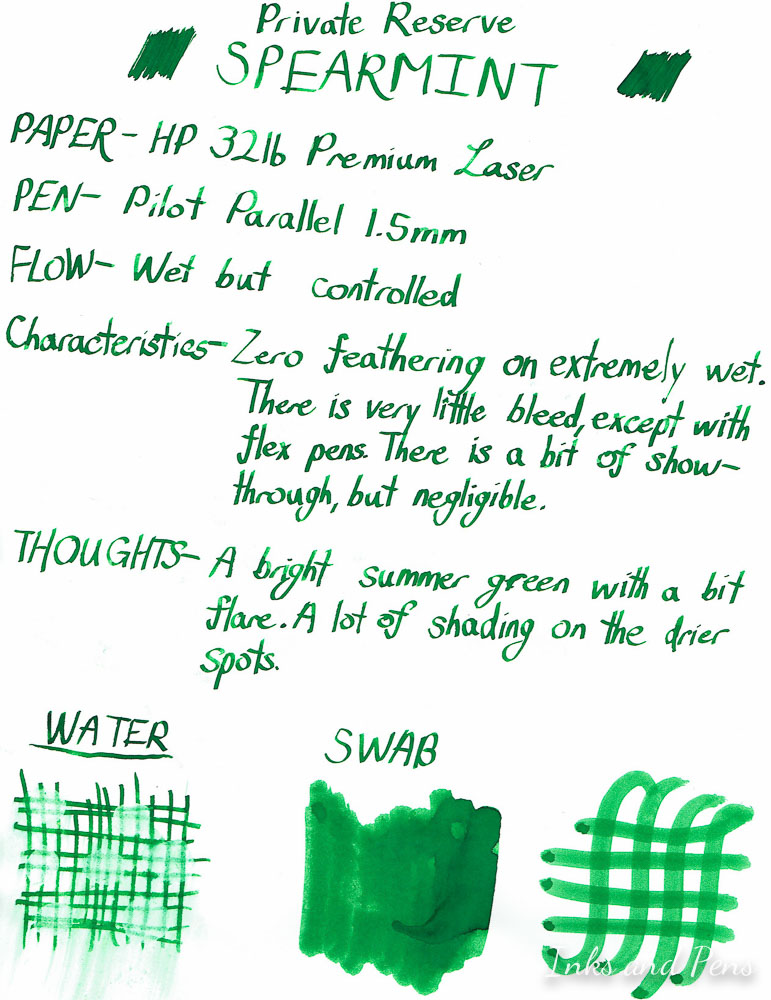 Private Reserve
SPEARMINT
PAPER- HP 32lb Premium Laser
PEN- Pilot Parallel 1.5mm
FLOW- Wet but controlled
Characteristics- Zero feathering on extremely wet.
There is very little bleed, except with
flex pens. There is a bit of show-
through, but negligible.
THOUGHTS- A bright summer green with a bit
flare. A lot of shading on the drier
spots.
WATER
SWAB
Inks and Pens